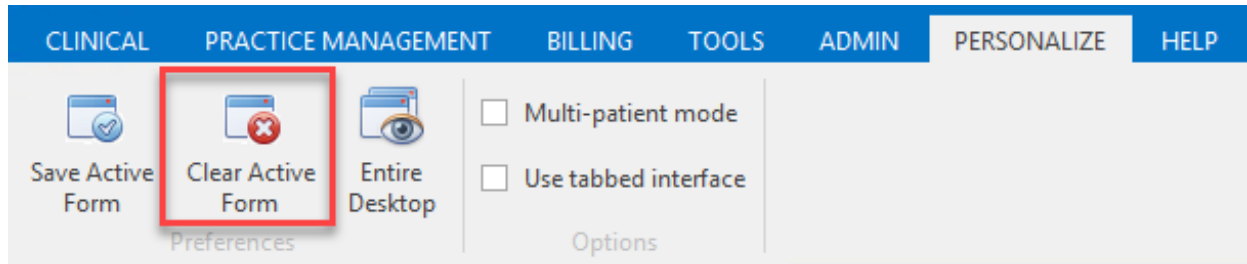 CLINICAL PRACTICE MANAGEMENT BILLING TOOLS ADMIN PERSONALIZE HELP
Save Active
Form
Clear Active
Form
Entire
Desktop
Multi-patient mode
Use tabbed interface
Preferences
Options